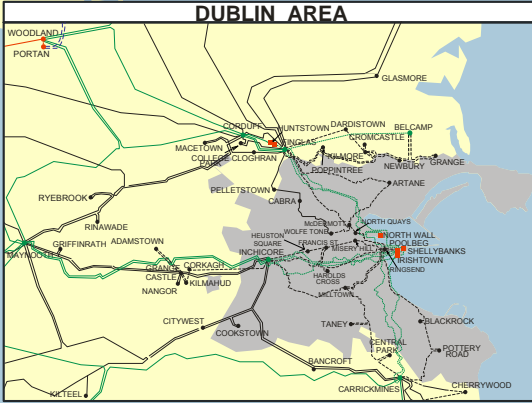 DUBLIN AREA
WOODLAND
PORTAN
GLASMORE
CORDUFF
HUNTSTOWN
FINGLAS
DARDISTOWN
CROMCASTLE
BELCAMP
MACETOWN
COLLEGE
PARK
CLOGHRAN
KILMORE
POPPINTREE
NEWBURY
GRANGE
ARTANE
PELLETSTOWN
CABRA
RYEBROOK
RINAWADE
McDERMOTT
NORTH QUAYS
WOLFE TONE
NORTH WALL
POOLBEG
SHELLYBANKS
IRISHTOWN
RINGSEND
HEUSTON
SQUARE
FRANCIS ST
MISERY HILL
INCHICORE
MAYNOOTH
GRIFFINRATH
ADAMSTOWN
GRANGE
CASTLE
CORKAGH
NANGOR
KILMAHUD
HAROLDS
CROSS
MILLTOWN
CITYWEST
COOKSTOWN
TANEY
BLACKROCK
CENTRAL
PARK
POTTERY
ROAD
BANCROFT
CARRICKMINES
CHERRYWOOD
KILTEEL